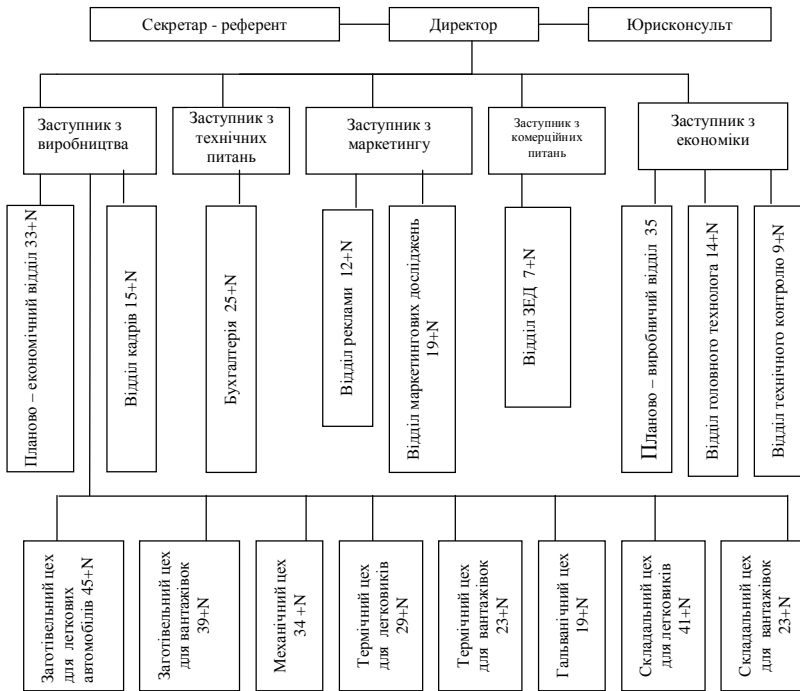 Секретар - референт
Директор
Юрисконсульт
Заступник з
виробництва
Заступник з
технічних
питань
Заступник з
маркетингу
Заступник з
комерційних
питань
Заступник з
економіки
Планово – економічний відділ 33+N
Відділ кадрів 15+N
Бухгалтерія 25+N
Відділ реклами 12+N
Відділ маркетингових досліджень
19+N
Відділ ЗЕД 7+N
Планово – виробничий відділ 35
Відділ головного технолога 14+N
Відділ технічного контролю 9+N
Заготівельний цех
для легкових
автомобілів 45+N
Заготівельний цех
для вантажівок
39+N
Механічний цех
34 +N
Термічний цех
для легковиків
29+N
Термічний цех
для вантажівок
23+N
Гальванічний цех
19+N
Складальний цех
для легковиків
41+N
Складальний цех
для вантажівок
23+N